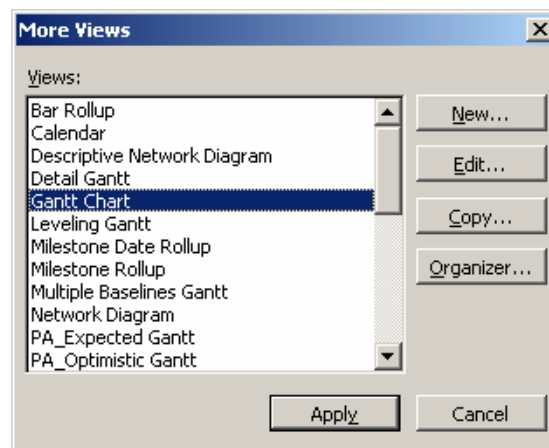 More Views
Views:
Bar Rollup
Calendar
Descriptive Network Diagram
Detail Gantt
Gantt Chart
Leveling Gantt
Milestone Date Rollup
Milestone Rollup
Multiple Baselines Gantt
Network Diagram
PA_Expected Gantt
PA_Optimistic Gantt
New...
Edit...
Copy...
Organizer...
Apply
Cancel